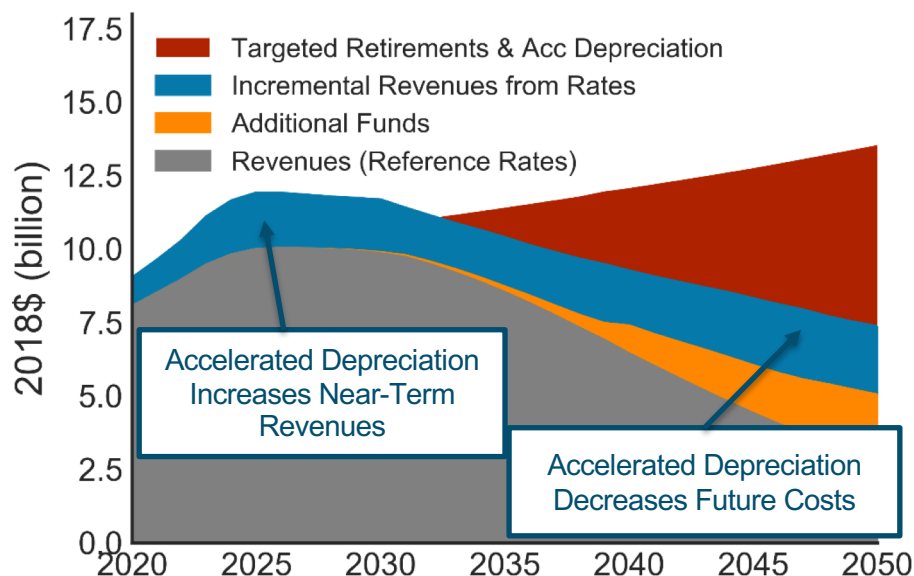 17.5
15.0
12.5
10.0
7.5
5.0
2.5
0.0
2018$ (billion)
Targeted Retirements & Acc Depreciation
Incremental Revenues from Rates
Additional Funds
Revenues (Reference Rates)
Accelerated Depreciation
Increases Near-Term
Revenues
Accelerated Depreciation
Decreases Future Costs
2020 2025 2030 2035 2040 2045 2050